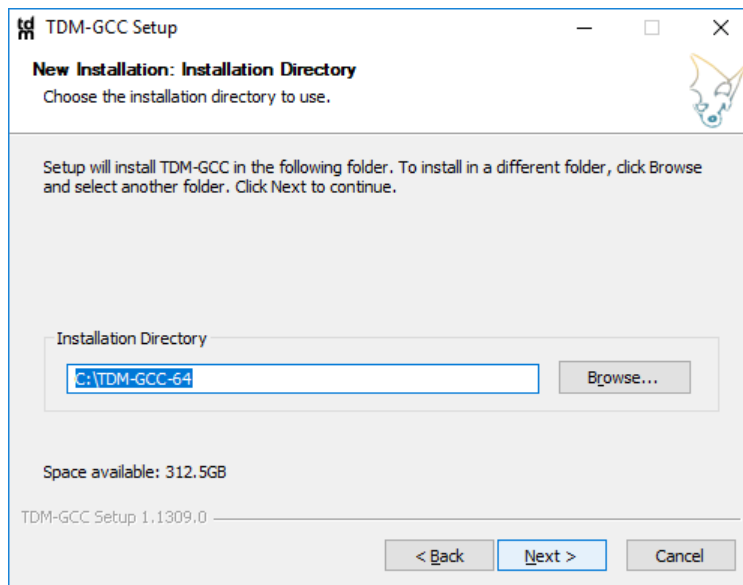 tdm TDM-GCC Setup
New Installation: Installation Directory
Choose the installation directory to use.
Setup will install TDM-GCC in the following folder. To install in a different folder, click Browse
and select another folder. Click Next to continue.
Installation Directory
C:\TDM-GCC-64
Browse...
Space available: 312.5GB
TDM-GCC Setup 1.1309.0
< Back Next > Cancel